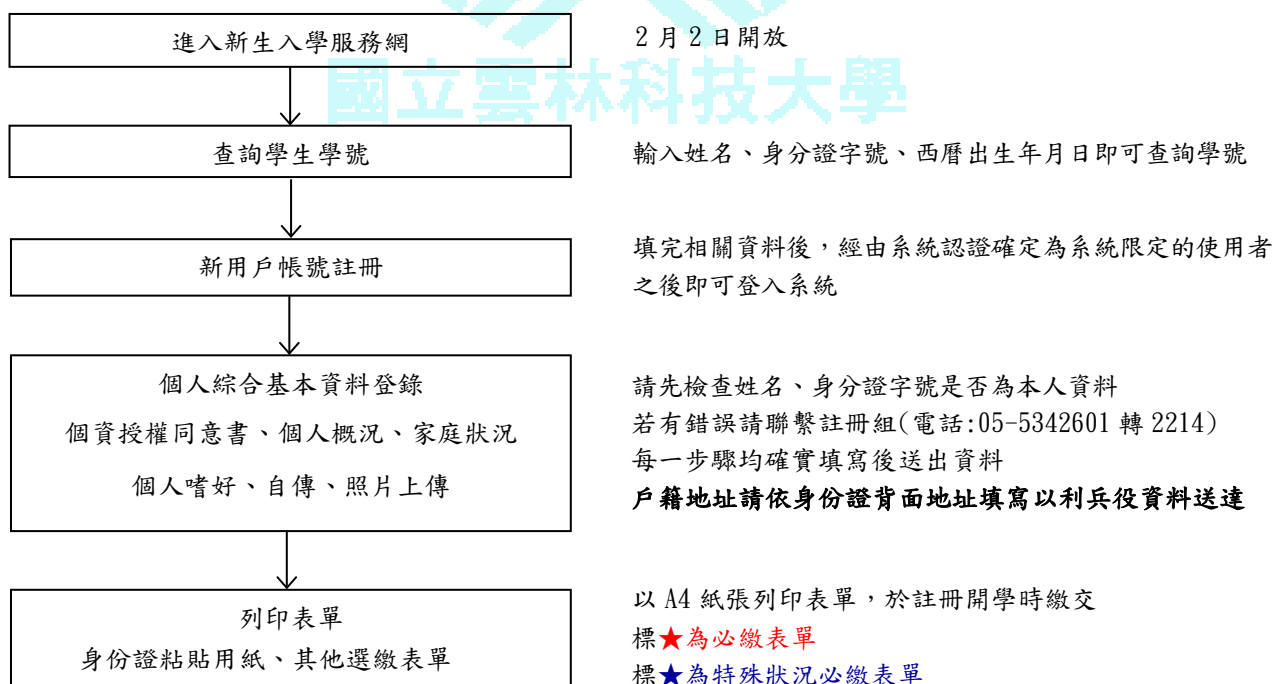 進入新生入學服務網
2月2日開放
國立雲林科技大學
查詢學生學號
輸入姓名、身分證字號、西曆出生年月日即可查詢學號
新用戶帳號註冊
填完相關資料後，經由系統認證確定為系統限定的使用者
之後即可登入系統
個人綜合基本資料登錄
個資授權同意書、個人概況、家庭狀況
個人嗜好、自傳、照片上傳
請先檢查姓名、身分證字號是否為本人資料
若有錯誤請聯繫註冊組(電話:05-5342601 轉 2214)
每一步驟均確實填寫後送出資料
戶籍地址請依身份證背面地址填寫以利兵役資料送達
列印表單
身份證粘貼用紙、其他選繳表單
以 A4 紙張列印表單，於註冊開學時繳交
標★為必繳表單
標★為特殊狀況必繳表單